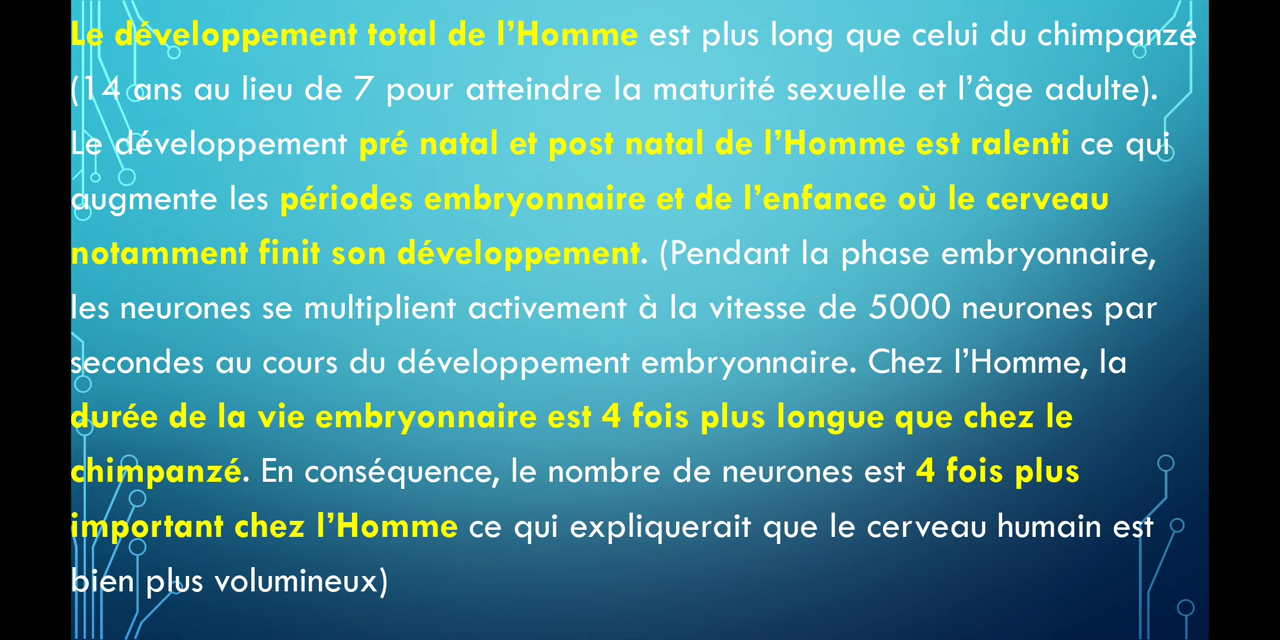 Le développement total de l’Homme est plus long que celui du chimpanzé
(14 ans au lieu de 7 pour atteindre la maturité sexuelle et l’âge adulte).
Le développement pré natal et post natal de l’Homme est ralenti ce qui
augmente les périodes embryonnaire et de l’enfance où le cerveau
notamment finit son développement. (Pendant la phase embryonnaire,
les neurones se multiplient activement à la vitesse de 5000 neurones par
secondes au cours du développement embryonnaire. Chez l’Homme, la
durée de la vie embryonnaire est 4 fois plus longue que chez le
chimpanzé. En conséquence, le nombre de neurones est 4 fois plus
important chez l’Homme ce qui expliquerait que le cerveau humain est
bien plus volumineux)